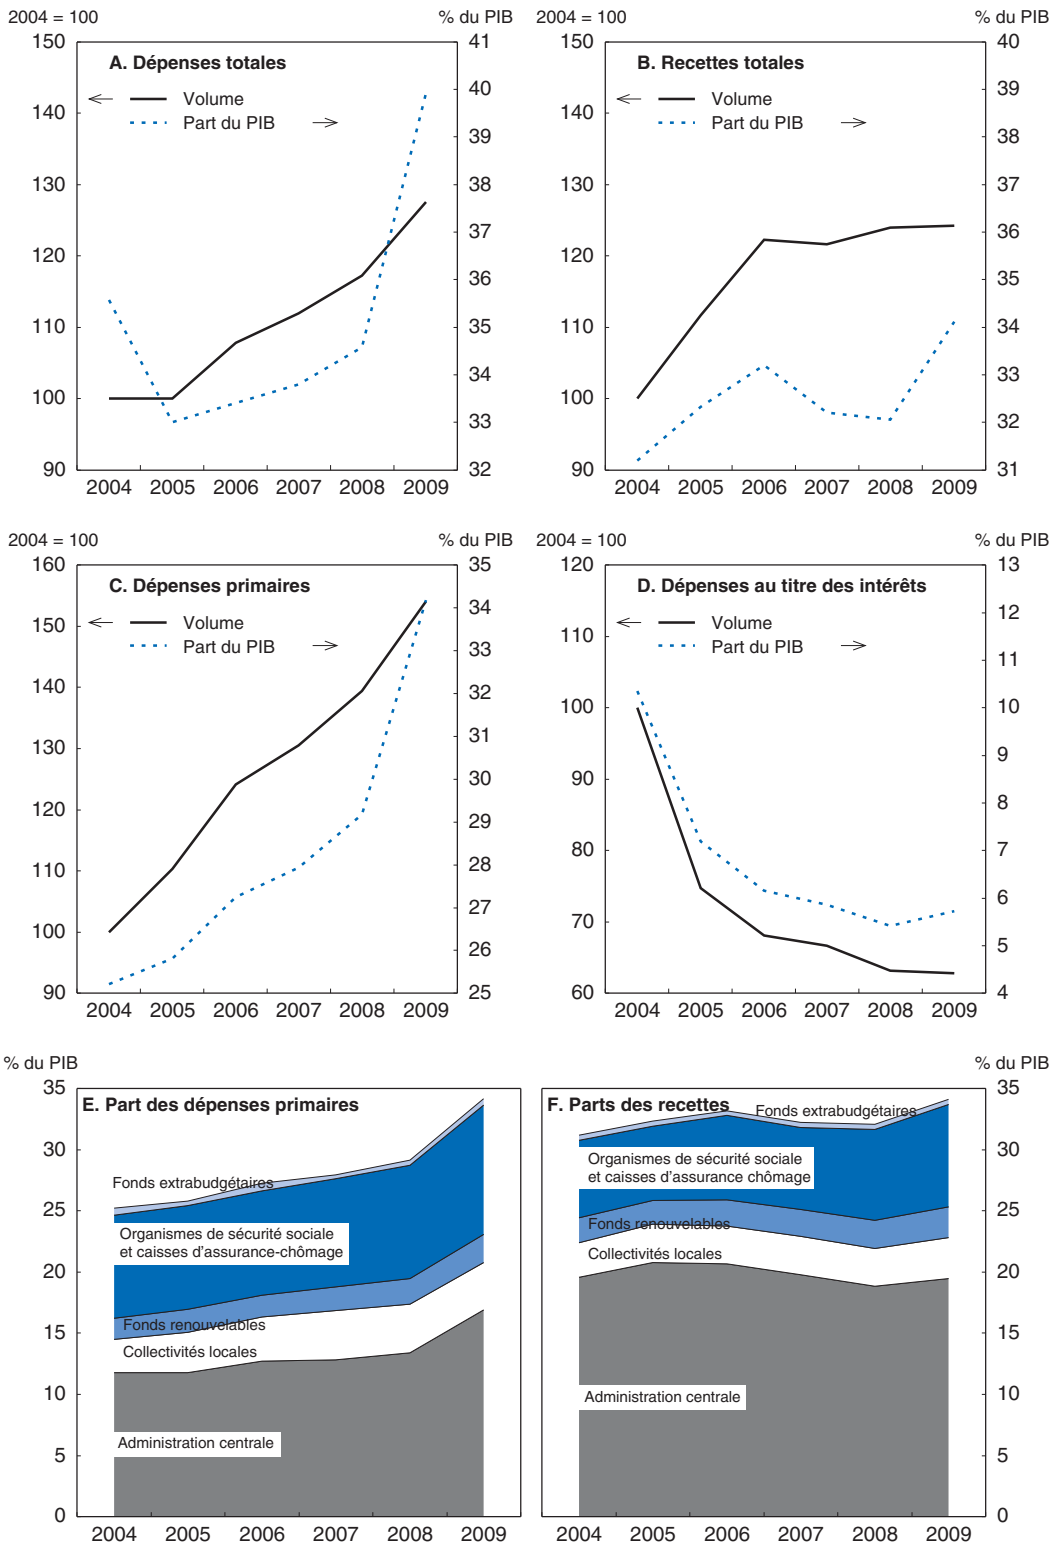 2004 = 100
% du PIB
A. Dépenses totales
Volume
Part du PIB
150
140
130
120
110
100
90
41
40
39
38
37
36
35
34
33
32
2004 2005 2006 2007 2008 2009
2004 = 100
% du PIB
B. Recettes totales
Volume
Part du PIB
150
140
130
120
110
100
90
40
39
38
37
36
35
34
33
32
31
2004 2005 2006 2007 2008 2009
2004 = 100
% du PIB
C. Dépenses primaires
Volume
Part du PIB
160
150
140
130
120
110
100
90
35
34
33
32
31
30
29
28
27
26
25
2004 2005 2006 2007 2008 2009
2004 = 100
% du PIB
D. Dépenses au titre des intérêts
Volume
Part du PIB
120
110
100
90
80
70
60
13
12
11
10
9
8
7
6
5
4
2004 2005 2006 2007 2008 2009
% du PIB
E. Part des dépenses primaires
35
30
25
20
15
10
5
0
Fonds extrabudgétaires
Organismes de sécurité sociale
et caisses d'assurance-chômage
Fonds renouvelables
Collectivités locales
Administration centrale
2004 2005 2006 2007 2008 2009
% du PIB
F. Parts des recettes
Fonds extrabudgétaires
Organismes de sécurité sociale
et caisses d'assurance chômage
Fonds renouvelables
Collectivités locales
Administration centrale
35
30
25
20
15
10
5
0
2004 2005 2006 2007 2008 2009